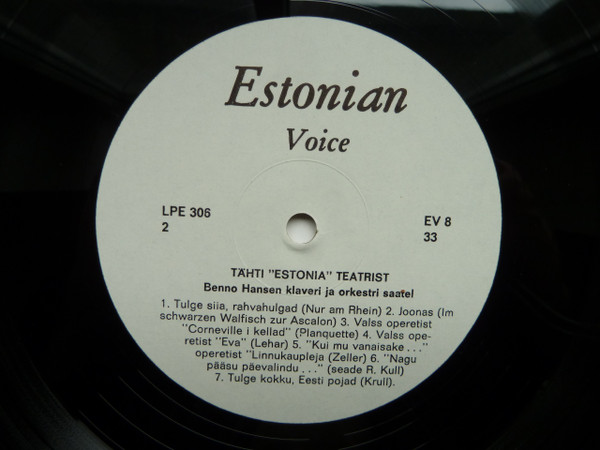 Estonian
Voice
LPE 306
2
EV 8
33
TÄHTI "ESTONIA" TEATRIST
Benno Hansen klaveri ja orkestri saatel
1. Tulge siia, rahvahulgad (Nur am Rhein) 2. Joonas (Im
schwarzen Walfisch zur Ascalon) 3. Valss operetist
"Corneville i kellad" (Planquette) 4. Valss ope-
retist "Eva" (Lehar) 5. "Kui mu vanaisake . . ."
operetist "Linnukaupleja (Zeller) 6. "Nagu
pääsu päevalindu . . ." (seade R. Kull)
7. Tulge kokku, Eesti pojad (Krull).